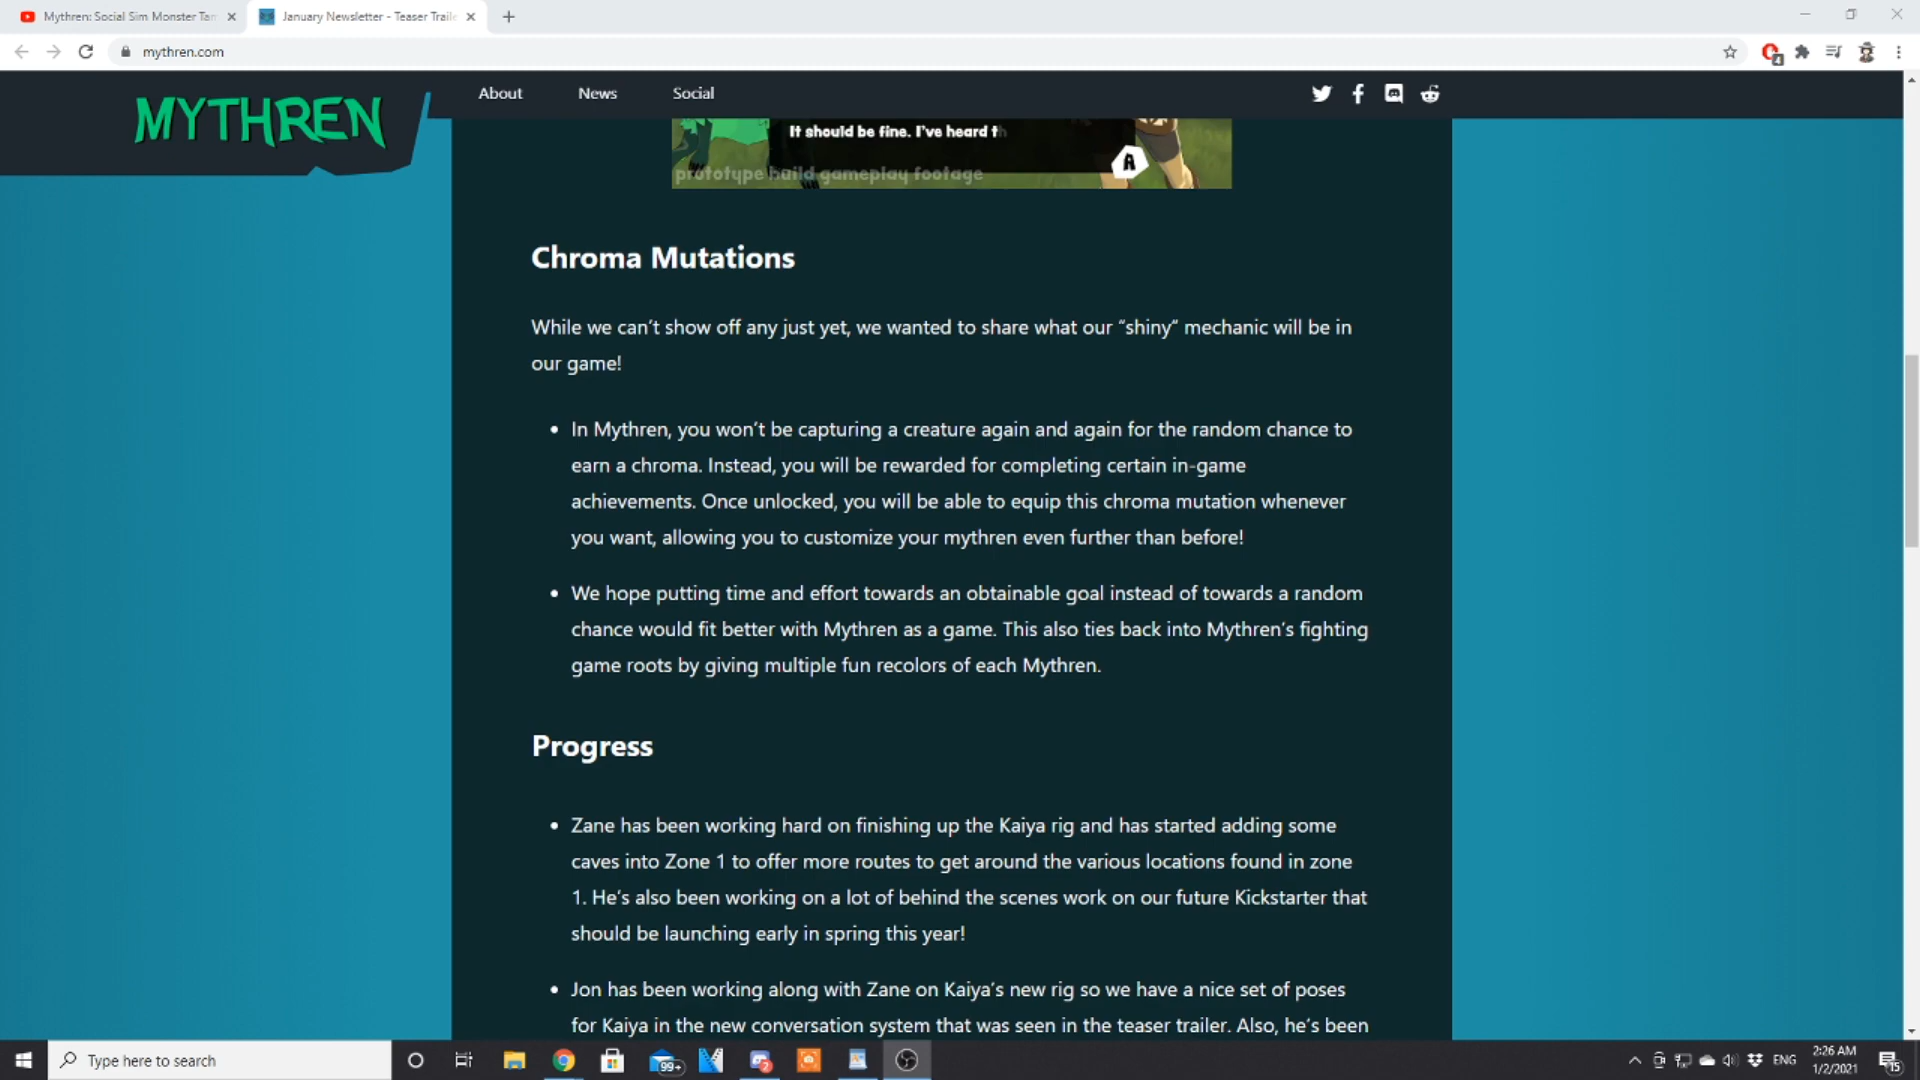 Mythren: Social Sim Monster Tam
January Newsletter - Teaser Traile
mythren.com
MYTHREN
About
News
Social
It should be fine. I've heard th
A
prototype build gameplay footage
Chroma Mutations
While we can't show off any just yet, we wanted to share what our “shiny” mechanic will be in
our game!
• In Mythren, you won't be capturing a creature again and again for the random chance to
earn a chroma. Instead, you will be rewarded for completing certain in-game
achievements. Once unlocked, you will be able to equip this chroma mutation whenever
you want, allowing you to customize your mythren even further than before!
• We hope putting time and effort towards an obtainable goal instead of towards a random
chance would fit better with Mythren as a game. This also ties back into Mythren's fighting
game roots by giving multiple fun recolors of each Mythren.
Progress
• Zane has been working hard on finishing up the Kaiya rig and has started adding some
caves into Zone 1 to offer more routes to get around the various locations found in zone
1. He's also been working on a lot of behind the scenes work on our future Kickstarter that
should be launching early in spring this year!
• Jon has been working along with Zane on Kaiya's new rig so we have a nice set of poses
for Kaiya in the new conversation system that was seen in the teaser trailer. Also, he's been
Type here to search
99+
2
ENG
2:26 AM
1/2/2021
15